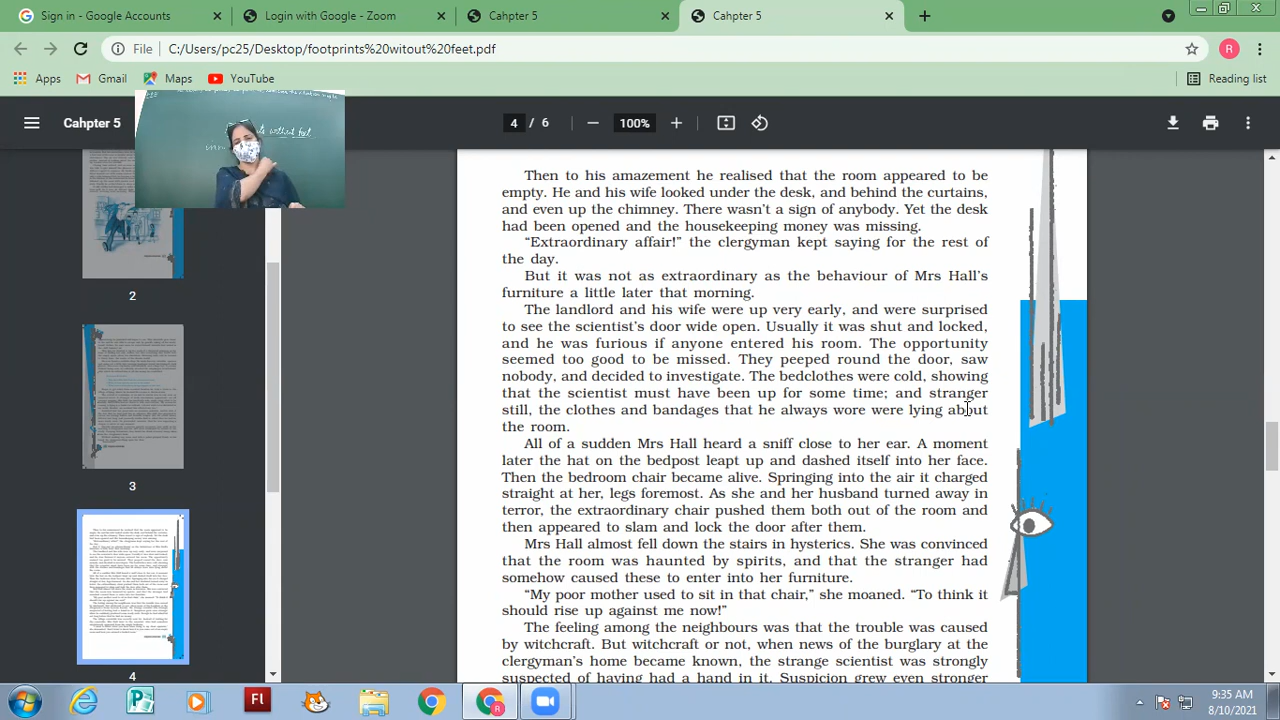 Sign in - Google Accounts
Login with Google - Zoom
Cahpter 5
Cahpter 5
File
C:/Users/pc25/Desktop/footprints%20witout%20feet.pdf
R
Apps
Gmail
Maps
YouTube
Reading list
Cahpter 5
4 / 6
100%
2
3
4
Then to his amazement he realised that the room appeared to be
empty. He and his wife looked under the desk, and behind the curtains,
and even up the chimney. There wasn't a sign of anybody. Yet the desk
had been opened and the housekeeping money was missing.
“Extraordinary affair!” the clergyman kept saying for the rest of
the day.
But it was not as extraordinary as the behaviour of Mrs Hall's
furniture a little later that morning.
The landlord and his wife were up very early, and were surprised
to see the scientist's door wide open. Usually it was shut and locked,
and he was furious if anyone entered his room. The opportunity
seemed too good to be missed. They peeped round the door, saw
nobody, and decided to investigate. The bedclothes were cold, showing
that the scientist must have been up for some time; and stranger
still, the clothes and bandages that he always wore were lying about
the room.
All of a sudden Mrs Hall heard a sniff close to her ear. A moment
later the hat on the bedpost leapt up and dashed itself into her face.
Then the bedroom chair became alive. Springing into the air it charged
straight at her, legs foremost. As she and her husband turned away in
terror, the extraordinary chair pushed them both out of the room and
then appeared to slam and lock the door after them.
Mrs Hall almost fell down the stairs in hysterics. She was convinced
that the room was haunted by spirits, and that the stranger had
somehow caused these to enter into her furniture.
“My poor mother used to sit in that chair,” she moaned. “To think it
should rise up against me now!”
The feeling among the neighbours was that the trouble was caused
by witchcraft. But witchcraft or not, when news of the burglary at the
clergyman's home became known, the strange scientist was strongly
suspected of having had a hand in it. Suspicion grew even stronger
R
9:35 AM
8/10/2021